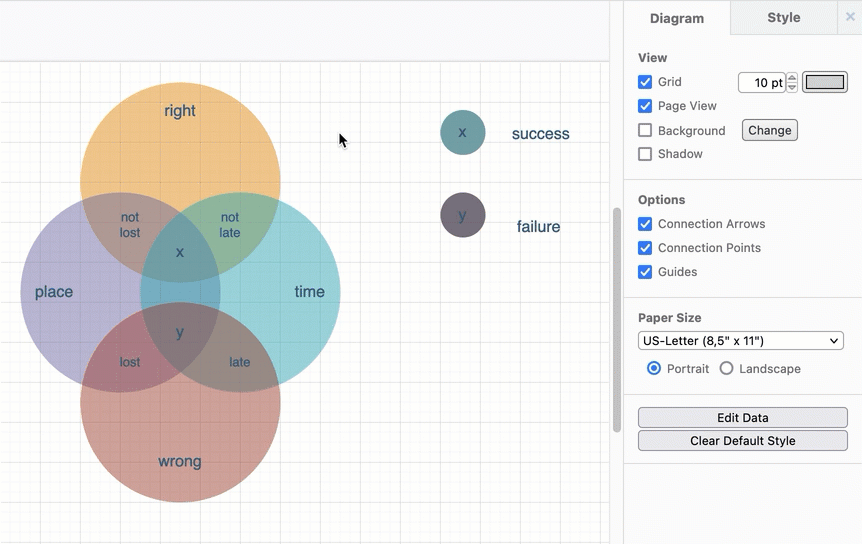 right
not
lost
not
late
x
place
time
y
lost
late
wrong
x
success
y
failure
Diagram
Style
View
Grid
10 pt
Page View
Background
Change
Shadow
Options
Connection Arrows
Connection Points
Guides
Paper Size
US-Letter (8,5" x 11")
Portrait
Landscape
Edit Data
Clear Default Style